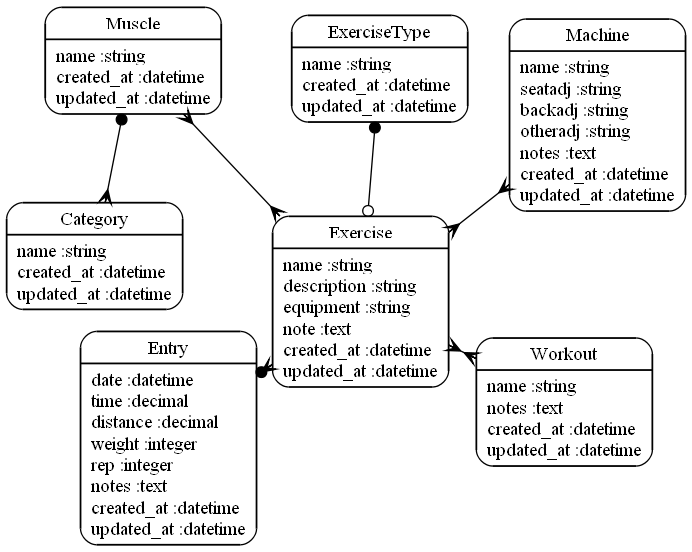 Muscle
name :string
created_at :datetime
updated_at :datetime
ExerciseType
name :string
created_at :datetime
updated_at :datetime
Machine
name :string
seatadj :string
backadj :string
otheradj :string
notes :text
created_at :datetime
updated_at :datetime
Category
name :string
created_at :datetime
updated_at :datetime
Exercise
name :string
description :string
equipment :string
note :text
created_at :datetime
updated_at :datetime
Entry
date :datetime
time :decimal
distance :decimal
weight :integer
rep :integer
notes :text
created_at :datetime
updated_at :datetime
Workout
name :string
notes :text
created_at :datetime
updated_at :datetime